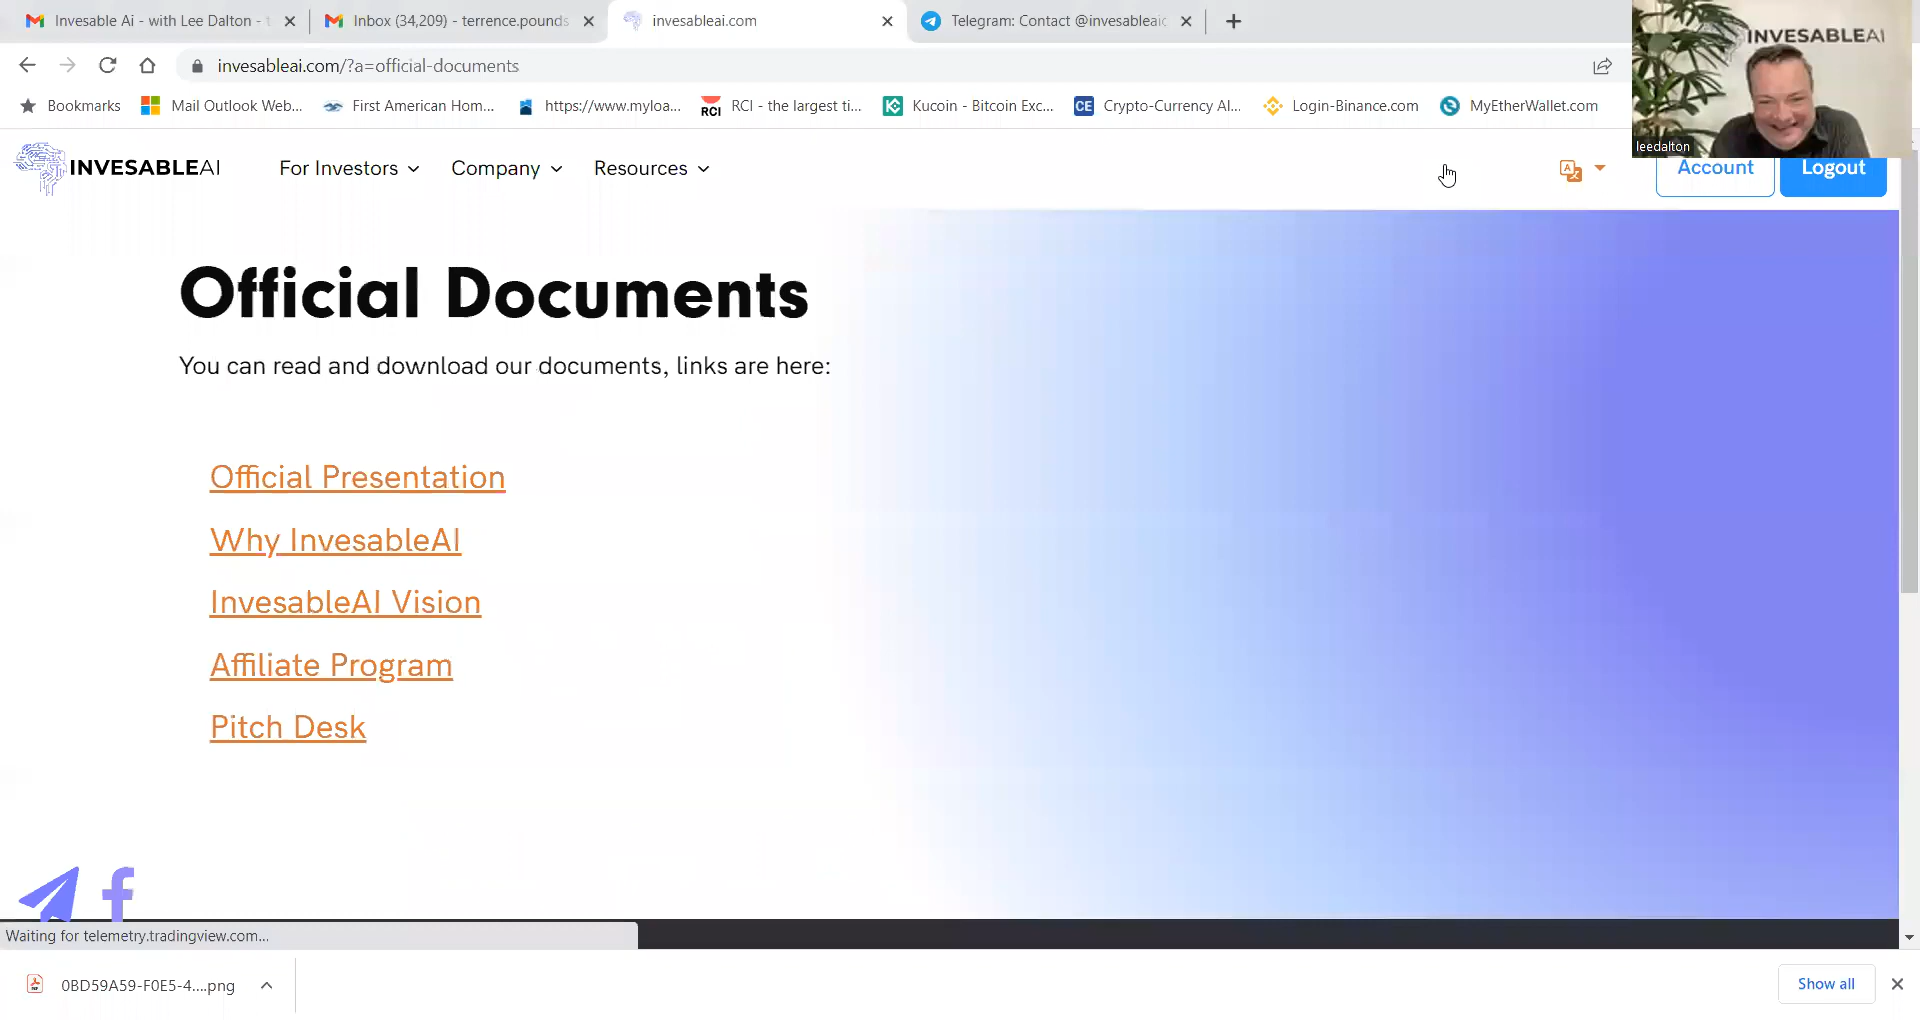 Invesable Ai - with Lee Dalton - t
Inbox (34,209) - terrence.pounds
invesableai.com
Telegram: Contact @invesableaic
invesableai.com/?a=official-documents
Bookmarks
Mail Outlook Web...
First American Hom...
https://www.myloa...
RCI
RCI - the largest ti...
Kucoin - Bitcoin Exc...
CE
Crypto-Currency Al...
Login-Binance.com
MyEtherWallet.com
INVESABLEAI
leedalton
INVESABLEAI
For Investors
Company
Resources
Account
Logout
Official Documents
You can read and download our documents, links are here:
Official Presentation
Why InvesableAI
InvesableAI Vision
Affiliate Program
Pitch Desk
Waiting for telemetry.tradingview.com...
0BD59A59-F0E5-4....png
Show all